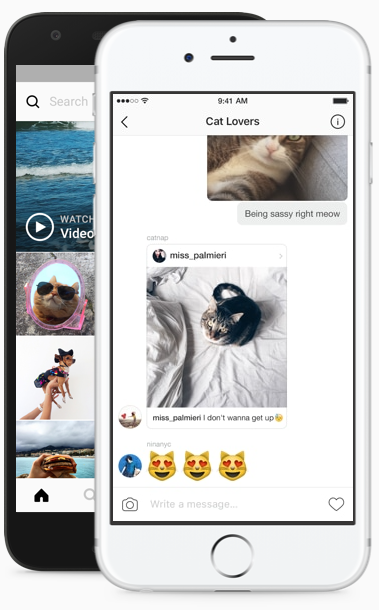 Search
WATCH
Video
9:41 AM
Cat Lovers
Being sassy right meow
catnap
miss_palmieri
miss_palmieri I don't wanna get up😴
ninanyc
😻 😻 😻
Write a message...